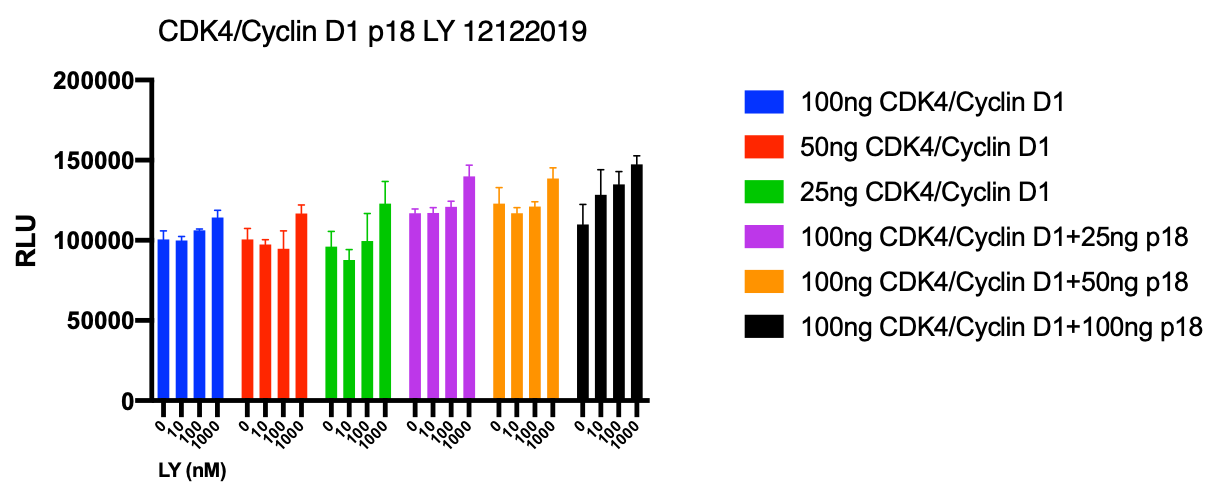 CDK4/Cyclin D1 p18 LY 12122019
200000
150000
100000
50000
0
RLU
0 10 100 1000 0 10 100 1000 0 10 100 1000 0 10 100 1000 0 10 100 1000 0 10 100 1000
LY (nM)
100ng CDK4/Cyclin D1
50ng CDK4/Cyclin D1
25ng CDK4/Cyclin D1
100ng CDK4/Cyclin D1+25ng p18
100ng CDK4/Cyclin D1+50ng p18
100ng CDK4/Cyclin D1+100ng p18